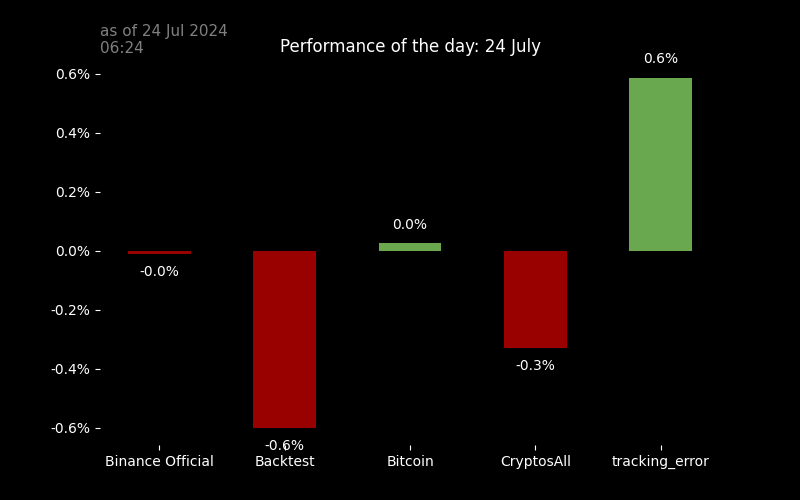 as of 24 Jul 2024
06:24
Performance of the day: 24 July
0.6%
0.6%
0.4%
0.2%
0.0%
0.0%
-0.0%
-0.2%
-0.4%
-0.3%
-0.6%
-0.6%
Binance Official
Backtest
Bitcoin
CryptosAll
tracking_error